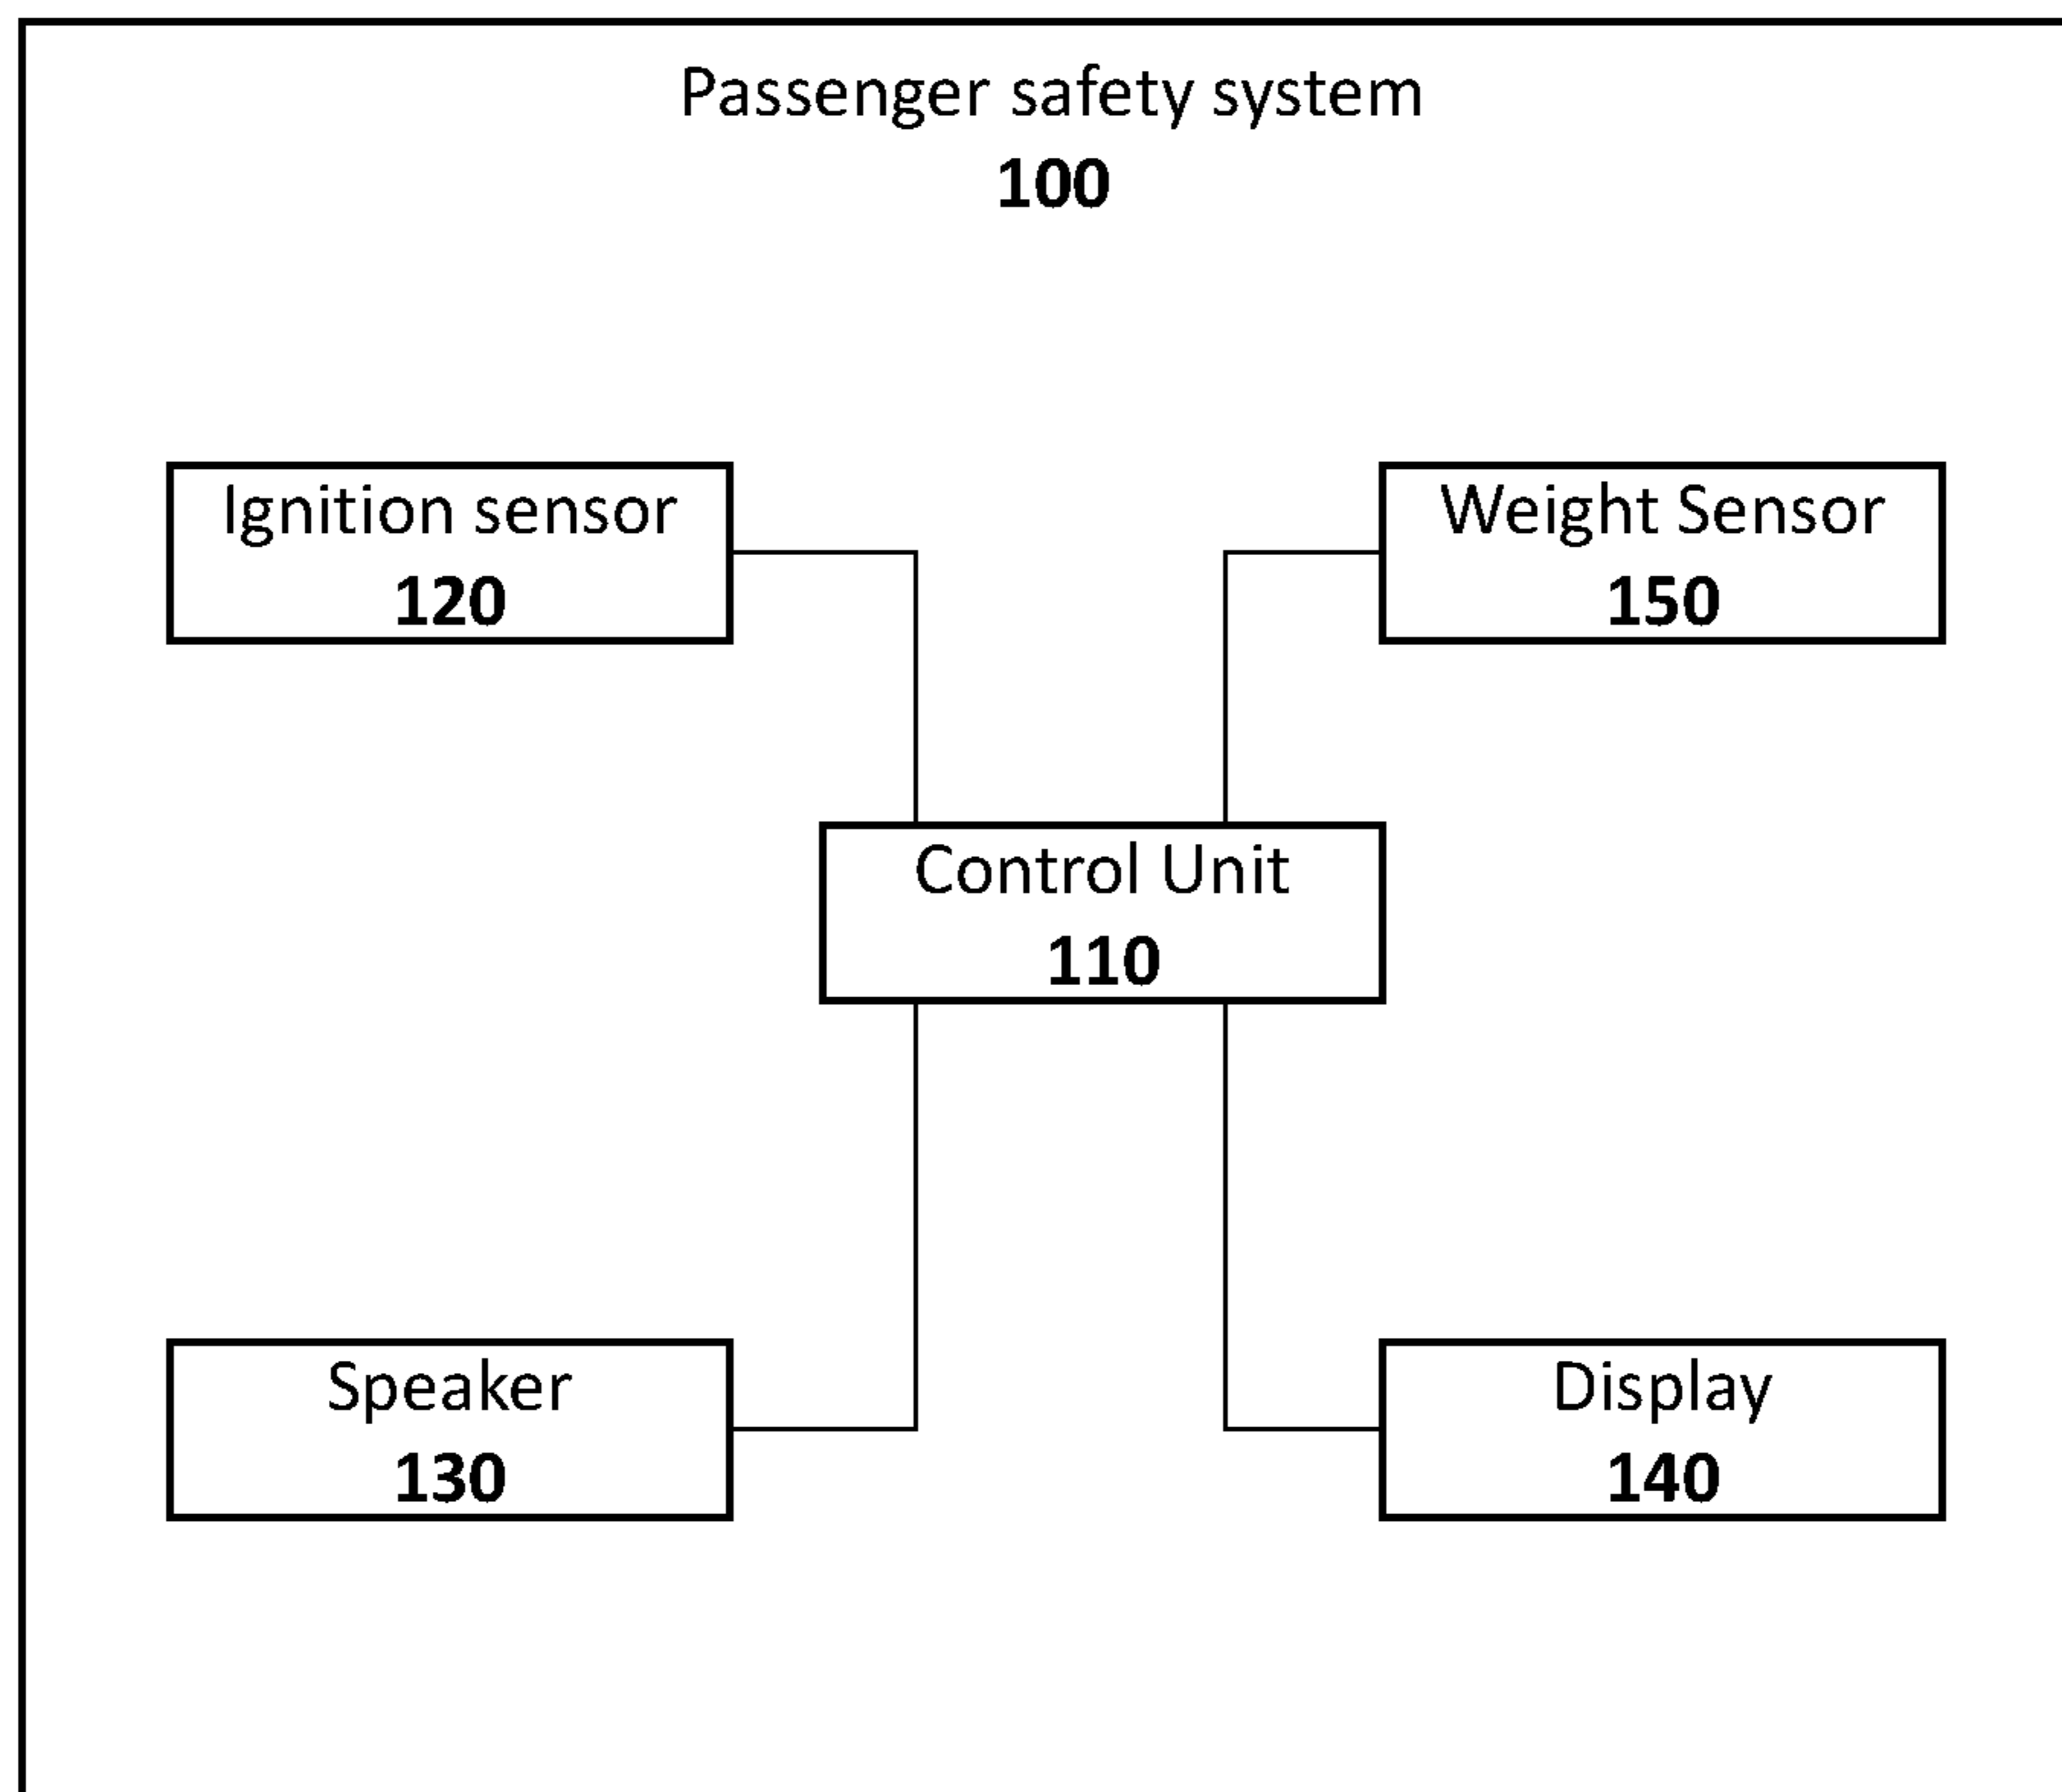 Passenger safety system
100
Ignition sensor
120
Weight Sensor
150
Control Unit
110
Speaker
130
Display
140